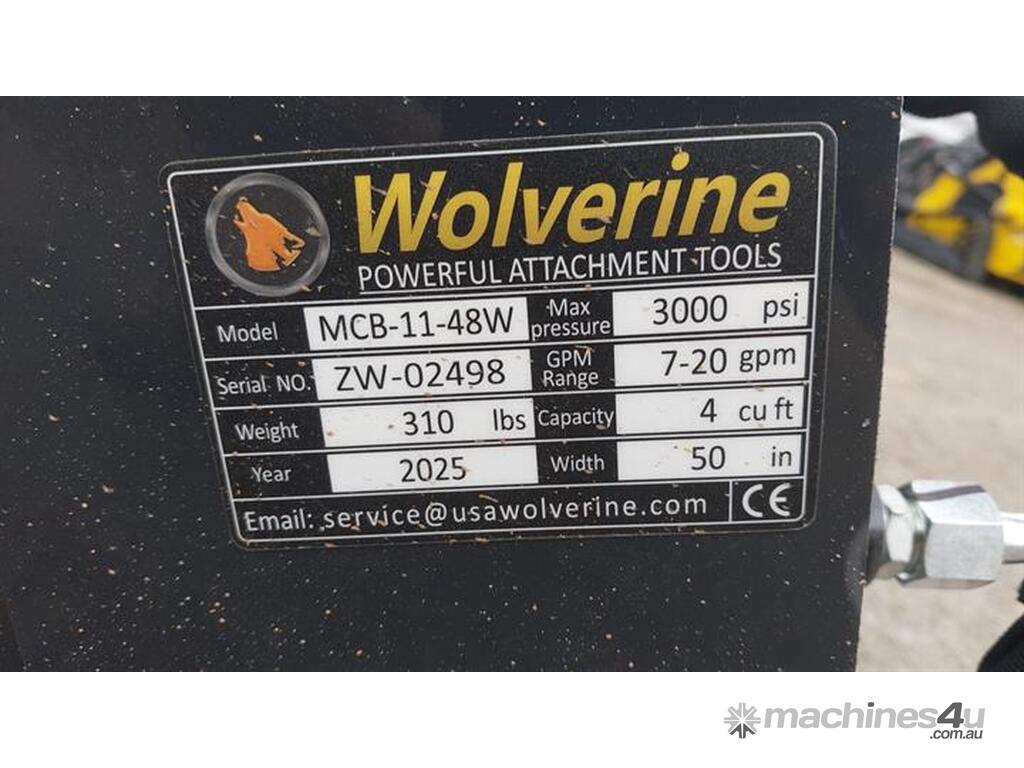 Wolverine
POWERFUL ATTACHMENT TOOLS
Model MCB-11-48W Max pressure 3000 psi
Serial NO. ZW-02498 GPM Range 7-20 gpm
Weight 310 lbs Capacity 4 cu ft
Year 2025 Width 50 in
Email: service@usawolverine.com CE
machines4u
.com.au